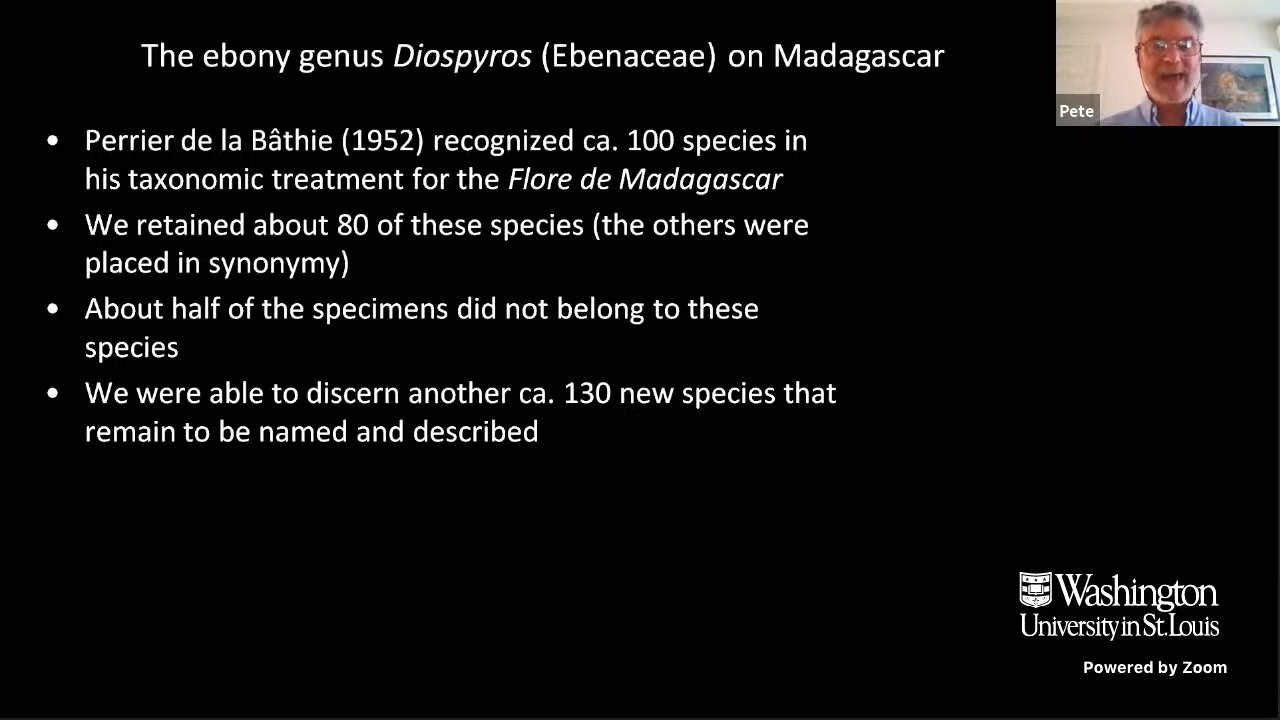 The ebony genus Diospyros (Ebenaceae) on Madagascar
Pete
• Perrier de la Bâthie (1952) recognized ca. 100 species in
his taxonomic treatment for the Flore de Madagascar
• We retained about 80 of these species (the others were
placed in synonymy)
• About half of the specimens did not belong to these
species
• We were able to discern another ca. 130 new species that
remain to be named and described
Washington
University in St. Louis
Powered by Zoom